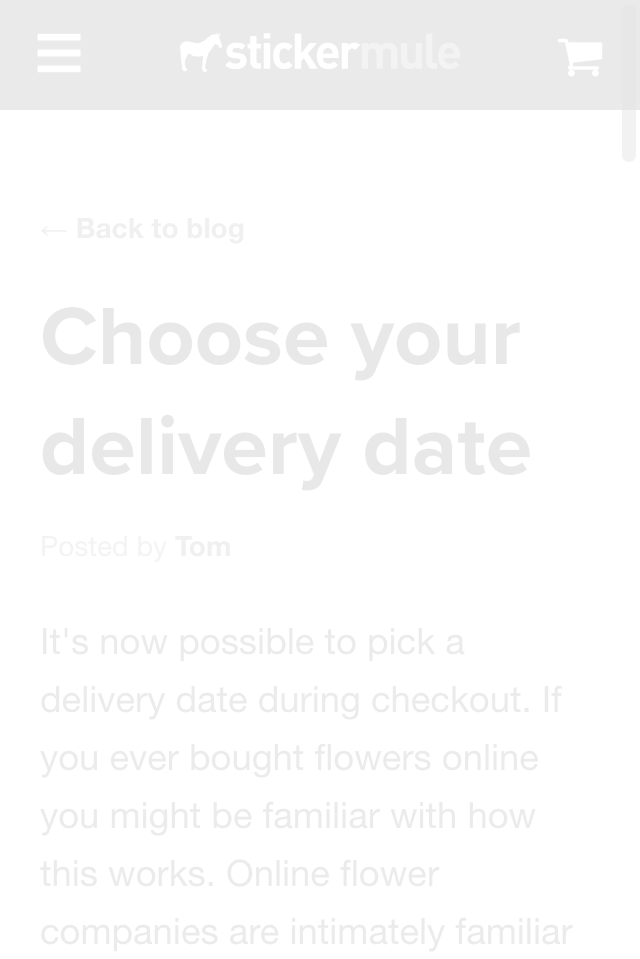 stickermule
← Back to blog
Choose your
delivery date
Posted by Tom
It's now possible to pick a
delivery date during checkout. If
you ever bought flowers online
you might be familiar with how
this works. Online flower
companies are intimately familiar